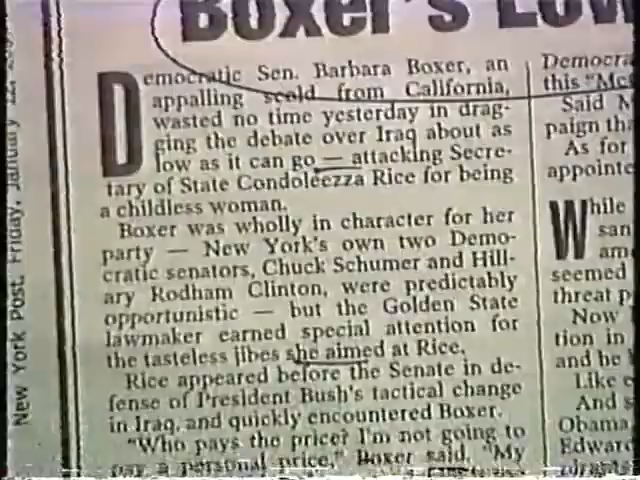 Boxer's Low
Democratic Sen. Barbara Boxer, an
appalling scold from California,
wasted no time yesterday in drag-
ging the debate over Iraq about as
low as it can go — attacking Secre-
tary of State Condoleezza Rice for being
a childless woman.
Boxer was wholly in character for her
party — New York's own two Demo-
cratic senators, Chuck Schumer and Hill-
ary Rodham Clinton, were predictably
opportunistic — but the Golden State
lawmaker earned special attention for
the tasteless jibes she aimed at Rice.
Rice appeared before the Senate in de-
fense of President Bush's tactical change
in Iraq, and quickly encountered Boxer.
"Who pays the price? I'm not going to
pay a personal price," Boxer said. "My
Democra
this "Mc
Said M
paign tha
As for
appointe
While
san
am
seemed
threat p
Now
tion in
and he
Like
And s
Obama
Edward
New York Post, Friday, January